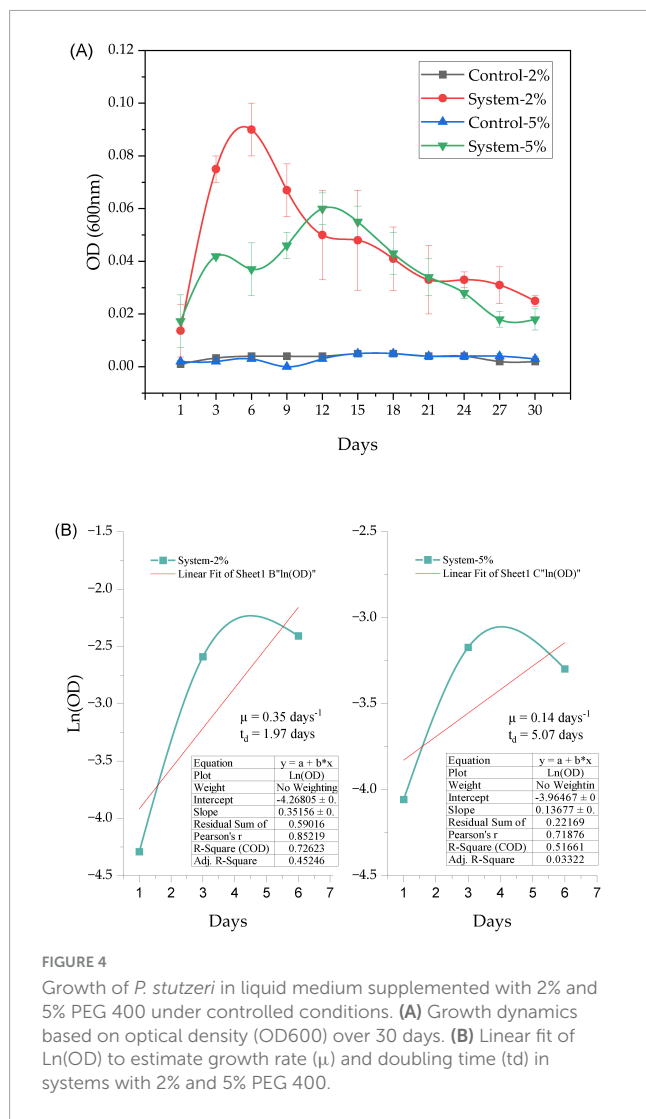 (A)
0.12
0.10
0.08
0.06
0.04
0.02
0.00
OD (600nm)
Control-2%
System-2%
Control-5%
System-5%
1 3 6 9 12 15 18 21 24 27 30
Days
(B)
−1.5
−2.0
−2.5
−3.0
−3.5
−4.0
−4.5
Ln(OD)
System-2%
Linear Fit of Sheet1 B"ln(OD)"
μ = 0.35 days-1
td = 1.97 days
Equation y = a + b*x
Plot Ln(OD)
Weight No Weighting
Intercept -4.26805 ± 0.
Slope 0.35156 ± 0.
Residual Sum of 0.59016
Pearson's r 0.85219
R-Square (COD) 0.72623
Adj. R-Square 0.45246
1 2 3 4 5 6 7
Days
−2.5
−3.0
−3.5
−4.0
−4.5
System-5%
Linear Fit of Sheet1 C"ln(OD)"
μ = 0.14 days-1
td = 5.07 days
Equation y = a + b*x
Plot Ln(OD)
Weight No Weightin
Intercept -3.96467 ± 0
Slope 0.13677 ± 0.
Residual Sum of 0.22169
Pearson's r 0.71876
R-Square (COD) 0.51661
Adj. R-Square 0.03322
1 2 3 4 5 6 7
Days
FIGURE 4
Growth of P. stutzeri in liquid medium supplemented with 2% and
5% PEG 400 under controlled conditions. (A) Growth dynamics
based on optical density (OD600) over 30 days. (B) Linear fit of
Ln(OD) to estimate growth rate (μ) and doubling time (td) in
systems with 2% and 5% PEG 400.